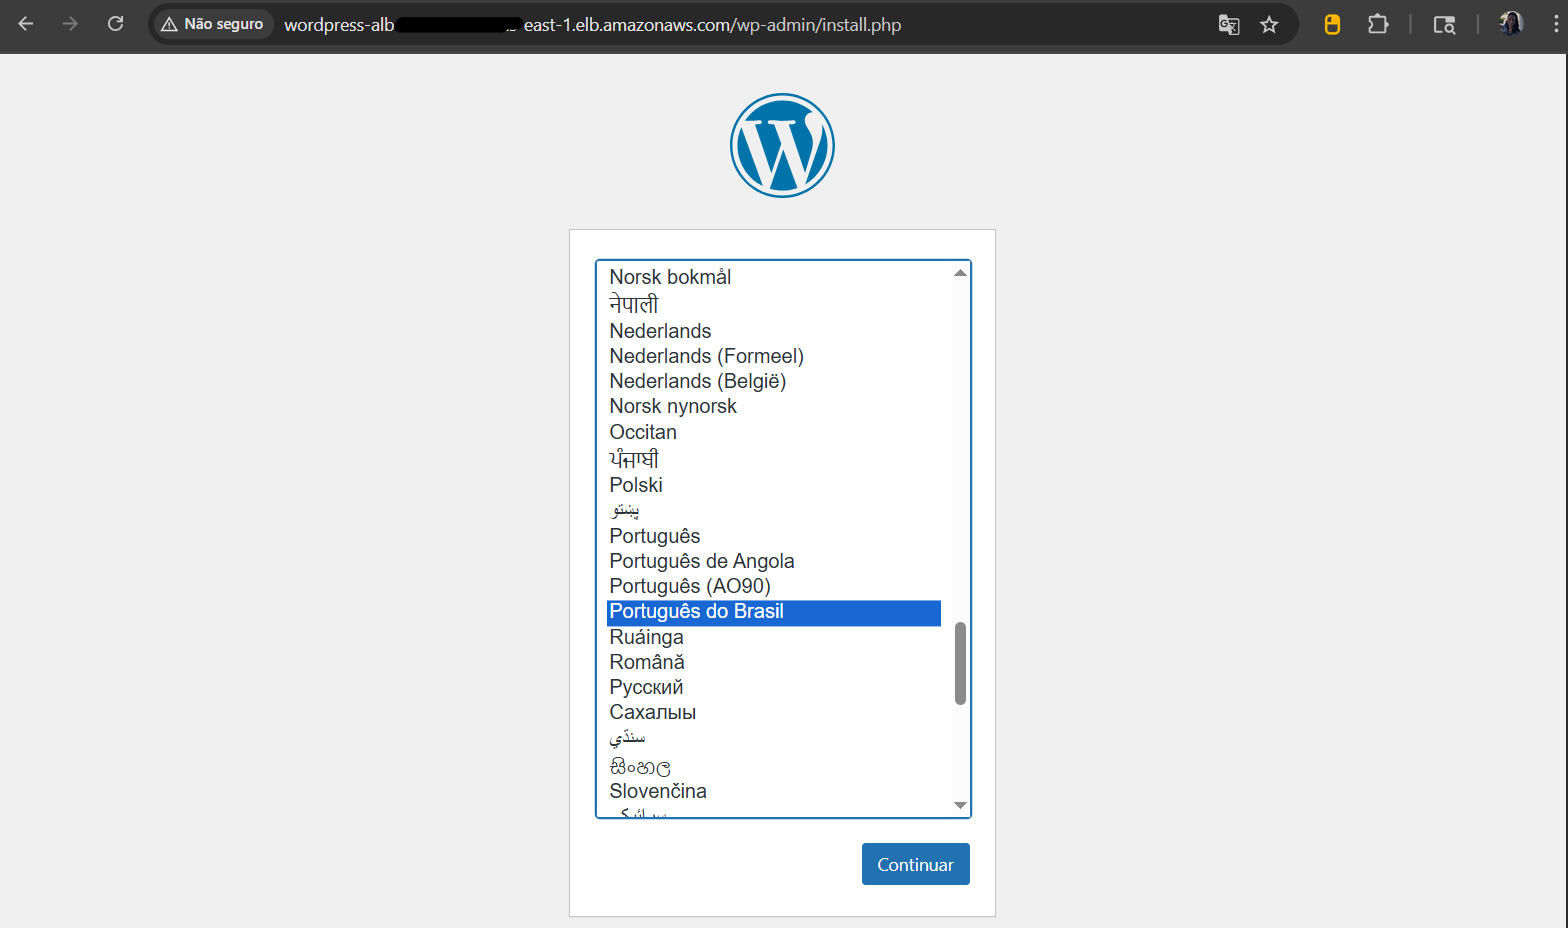 Não seguro
wordpress-alb east-1.elb.amazonaws.com/wp-admin/install.php
Norsk bokmål
नेपाली
Nederlands
Nederlands (Formeel)
Nederlands (België)
Norsk nynorsk
Occitan
ਪੰਜਾਬੀ
Polski
پښتو
Português
Português de Angola
Português (AO90)
Português do Brasil
Ruáinga
Română
Русский
Сахалыы
سنڌي
සිංහල
Slovenčina
Continuar